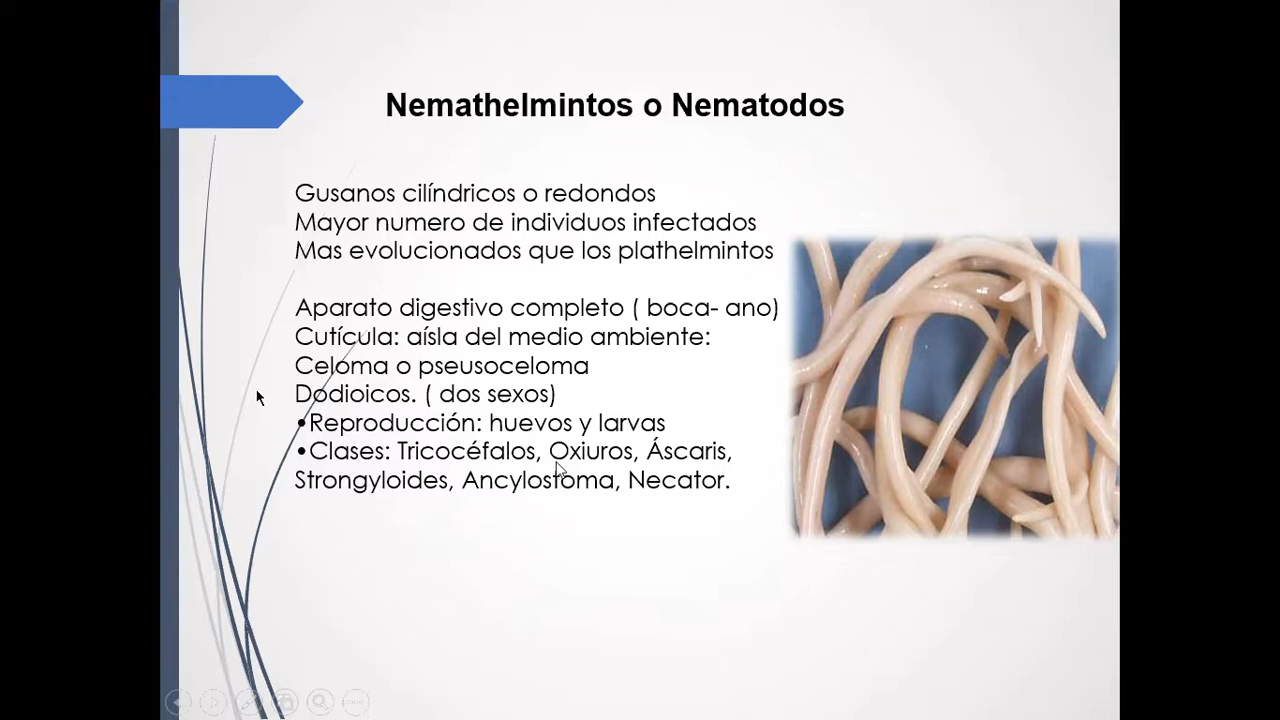 Nemathelmintos o Nematodos
Gusanos cilíndricos o redondos
Mayor numero de individuos infectados
Mas evolucionados que los plathelmintos
Aparato digestivo completo ( boca- ano)
Cutícula: aísla del medio ambiente:
Celoma o pseusoceloma
Dodioicos. ( dos sexos)
•Reproducción: huevos y larvas
•Clases: Tricocéfalos, Oxiuros, Áscaris,
Strongyloides, Ancylostoma, Necator.